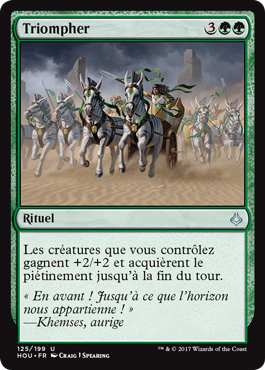 Triompher 3
Rituel
Les créatures que vous contrôlez
gagnent +2/+2 et acquièrent le
piétinement jusqu'à la fin du tour.
« En avant ! Jusqu'à ce que l'horizon
nous appartienne ! »
—Khemses, aurige
125/199 U
HOU • FR Craig J Spearing
™ & © 2017 Wizards of the Coast